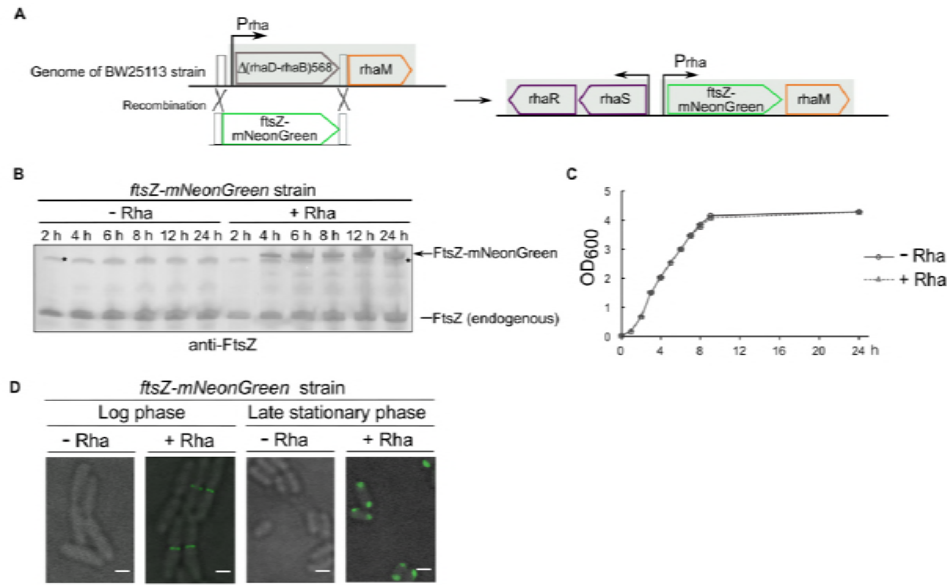 A
Prha
Genome of BW25113 strain
Δ(rhaD-rhaB)568
rhaM
Recombination
ftsZ-
mNeonGreen
rhaR
rhaS
Prha
ftsZ-
mNeonGreen
rhaM
B
ftsZ-mNeonGreen strain
- Rha + Rha
2 h 4 h 6 h 8 h 12 h 24 h 2 h 4 h 6 h 8 h 12 h 24 h
FtsZ-mNeonGreen
FtsZ (endogenous)
anti-FtsZ
C
OD600
5
4
3
2
1
0
0 4 8 12 16 20 24 h
- Rha
+ Rha
D
ftsZ-mNeonGreen strain
Log phase Late stationary phase
- Rha + Rha - Rha + Rha